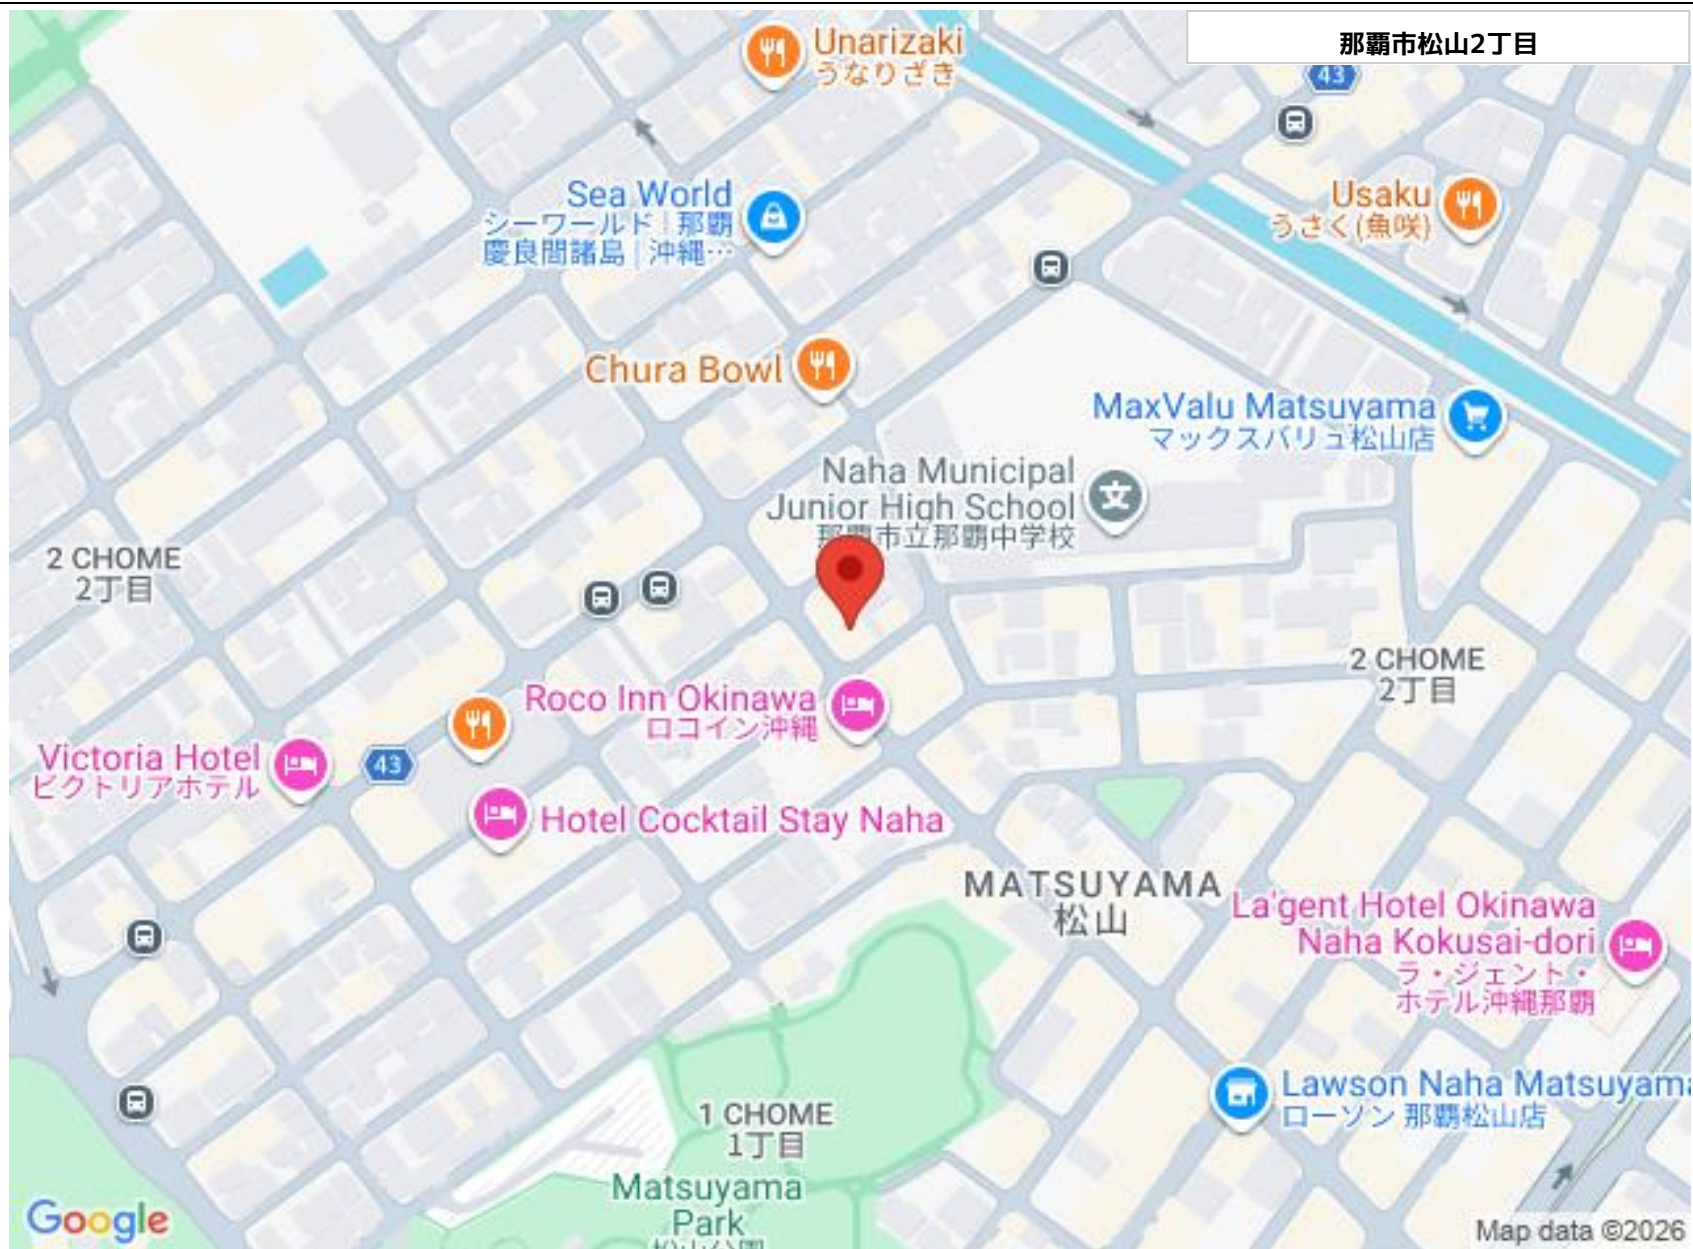 那覇市松山2丁目
Unarizaki
うなりざき
43
Sea World
シーワールド | 那覇
慶良間諸島 | 沖縄…
Usaku
うさく(魚咲)
Chura Bowl
MaxValu Matsuyama
マックスバリュ松山店
Naha Municipal
Junior High School
那覇市立那覇中学校
文
2 CHOME
2丁目
2 CHOME
2丁目
Roco Inn Okinawa
ロコイン沖縄
Victoria Hotel
ビクトリアホテル
43
Hotel Cocktail Stay Naha
MATSUYAMA
松山
La'gent Hotel Okinawa
Naha Kokusai-dori
ラ・ジェント・
ホテル沖縄那覇
Lawson Naha Matsuyama
ローソン 那覇松山店
1 CHOME
1丁目
Matsuyama
Park
松山公園
Google
Map data ©2026